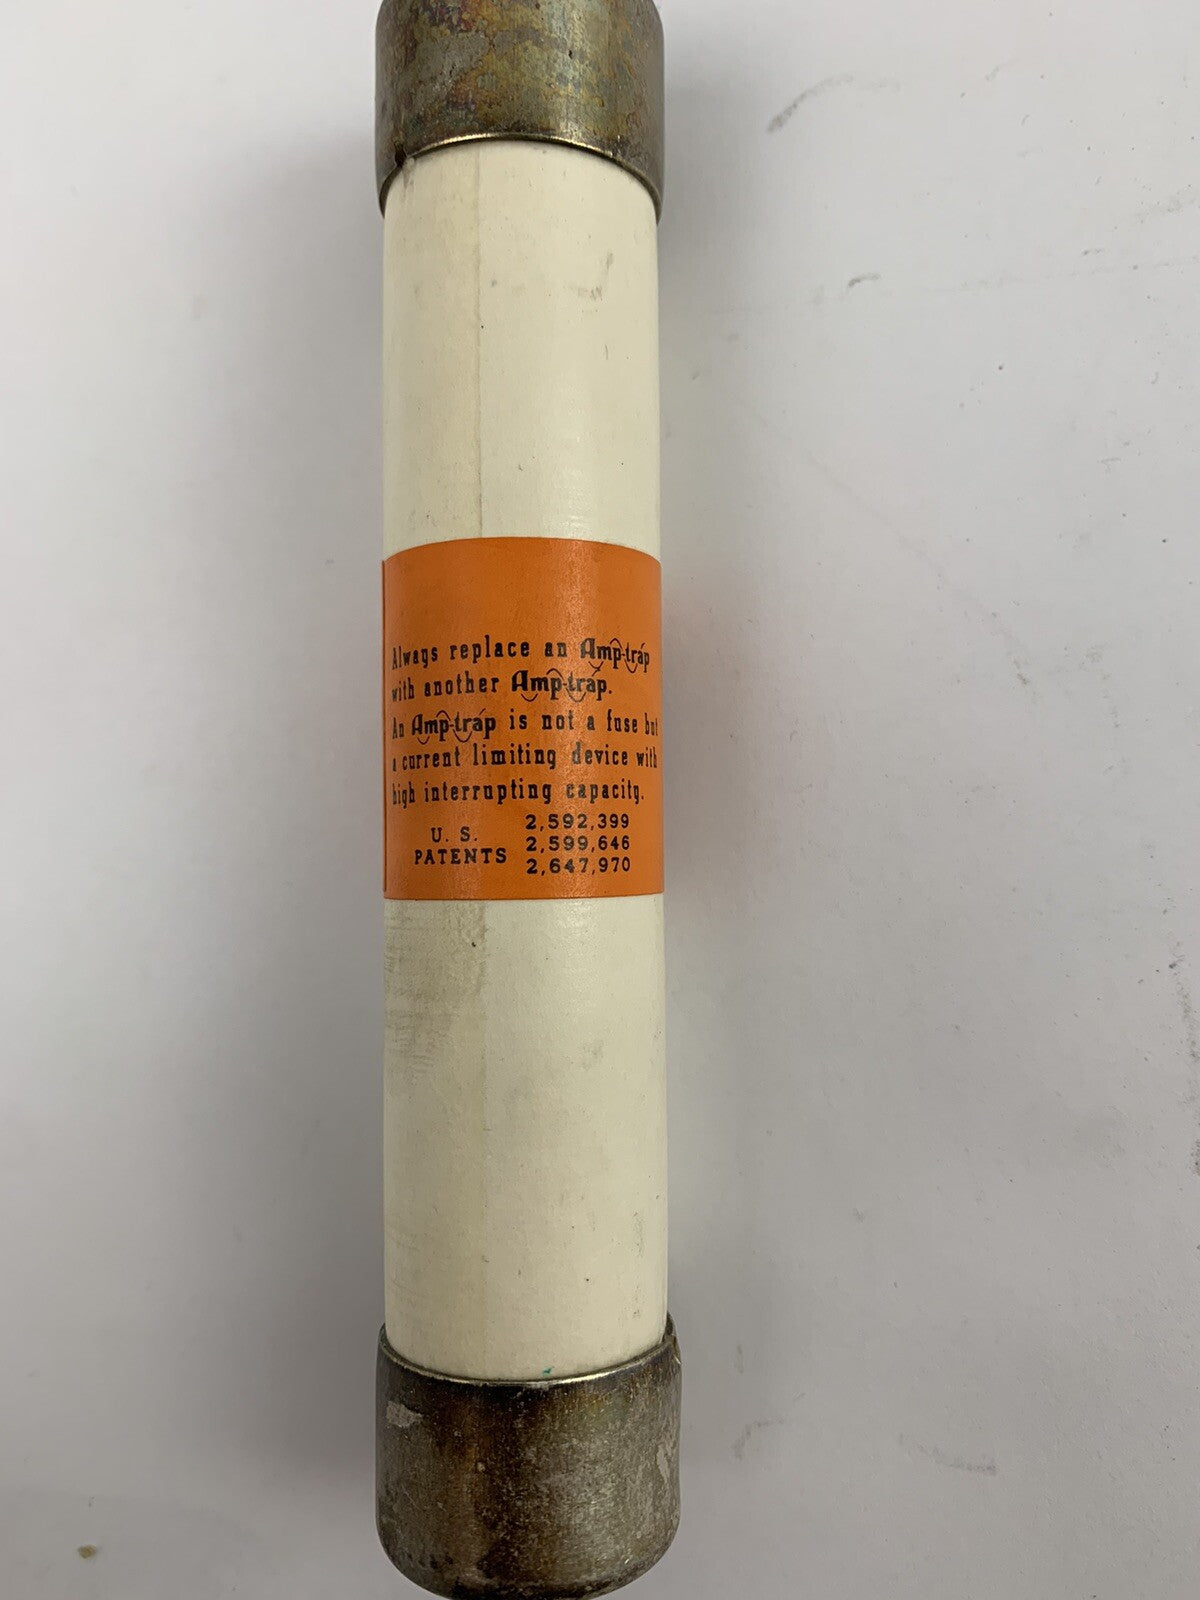 Always replace an Amp-trap
with another Amp-trap.
An Amp-trap is not a fuse but
a current limiting device with
high interrupting capacity.
U. S.
PATENTS
2,592,399
2,599,646
2,647,970